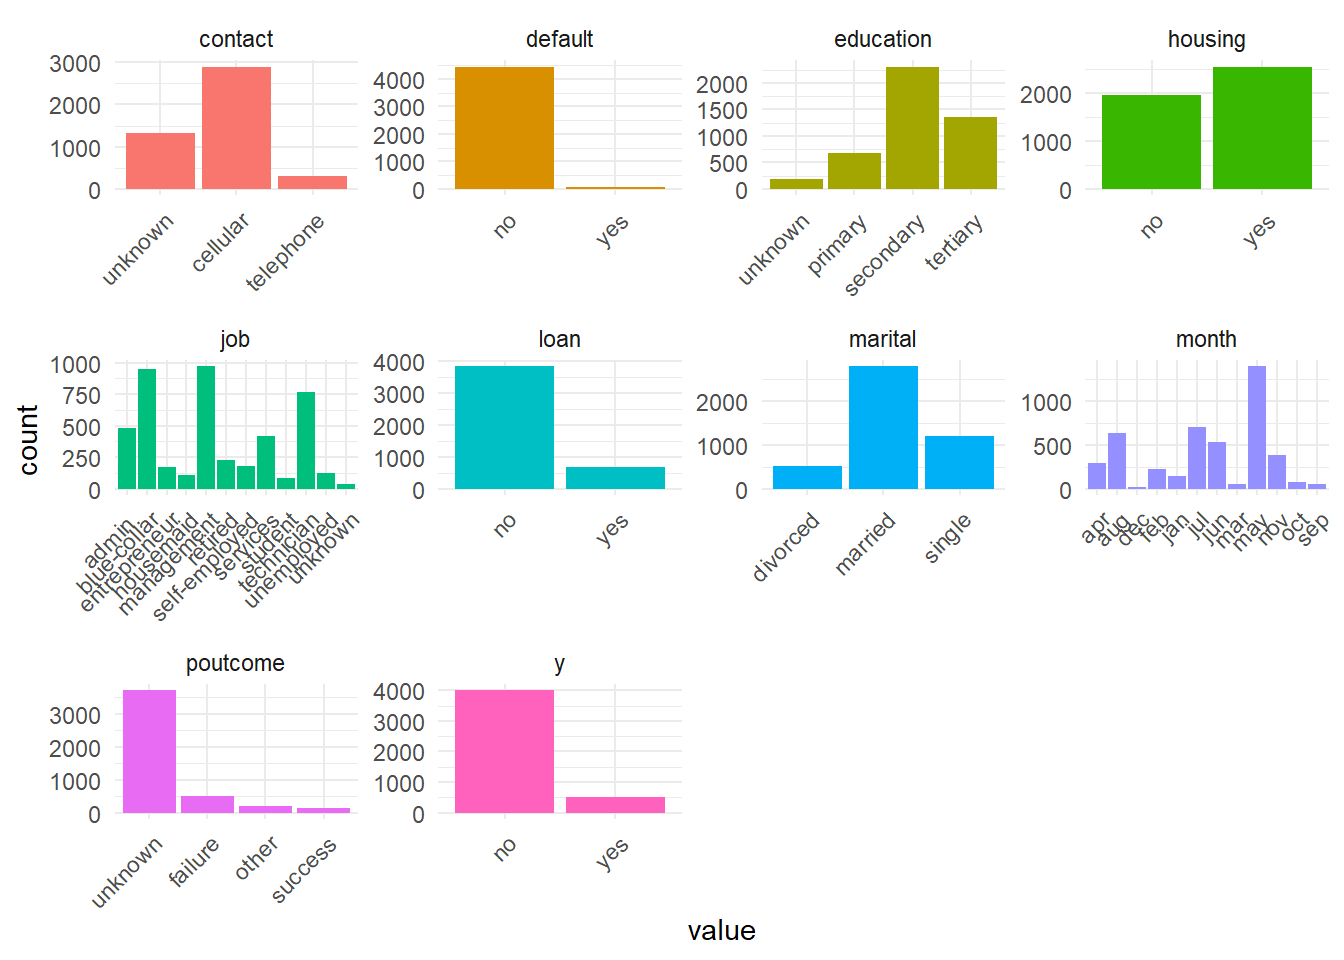 contact
3000
2000
1000
0
unknown
cellular
telephone
default
4000
3000
2000
1000
0
no
yes
education
2000
1500
1000
500
0
unknown
primary
secondary
tertiary
housing
2000
1000
0
no
yes
count
job
1000
750
500
250
0
admin.
blue-collar
entrepreneur
housemaid
management
retired
self-employed
services
student
technician
unemployed
unknown
loan
4000
3000
2000
1000
0
no
yes
marital
2000
1000
0
divorced
married
single
month
1000
500
0
apr
aug
dec
feb
jan
jul
jun
mar
may
nov
oct
sep
poutcome
3000
2000
1000
0
unknown
failure
other
success
y
4000
3000
2000
1000
0
no
yes
value